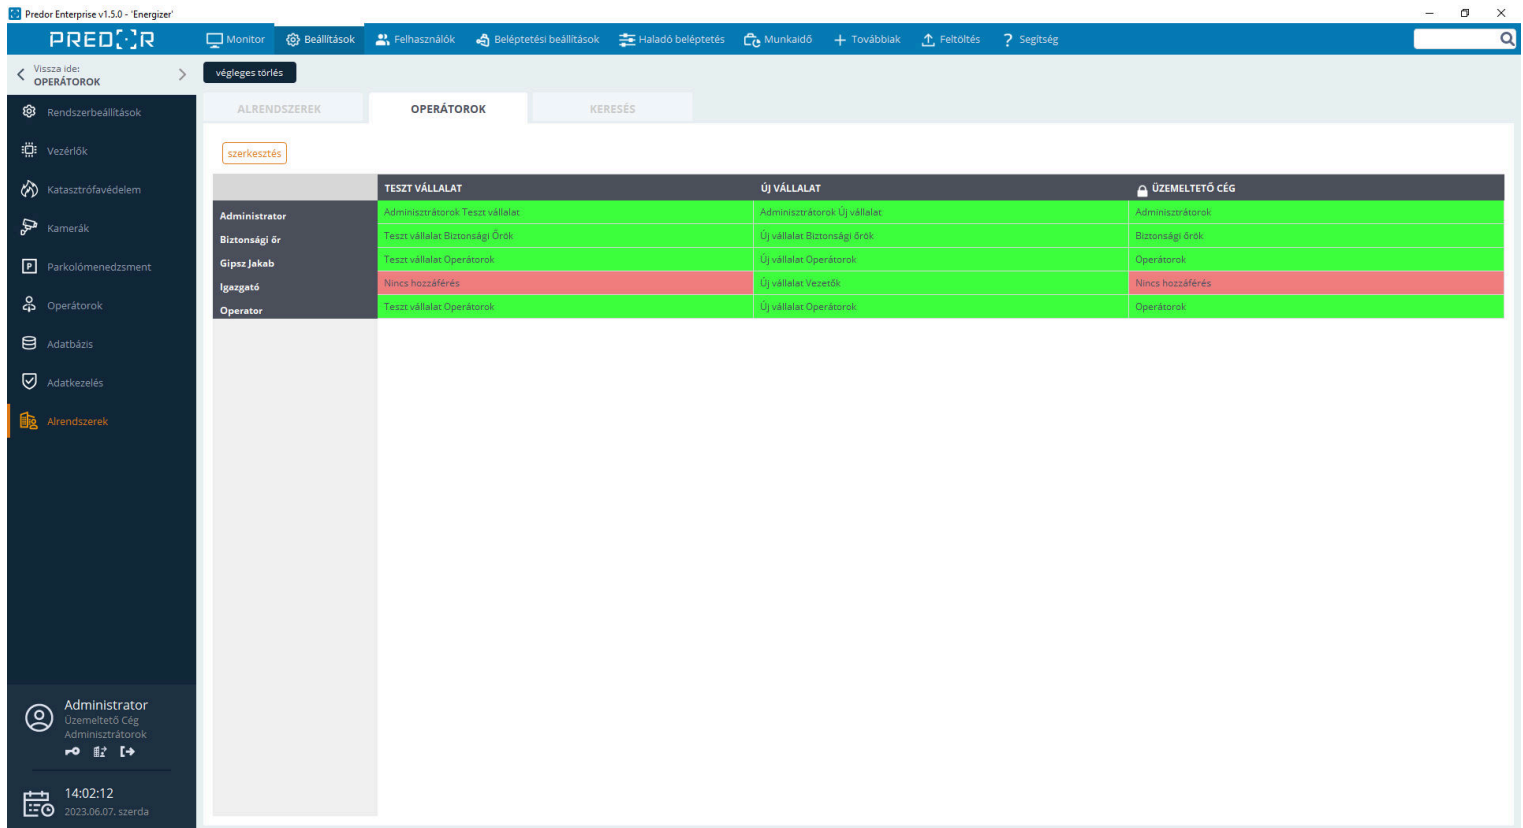 Predor Enterprise v1.5.0 - 'Energizer'
PREDOR
Monitor Beállítások Felhasználók Beléptetési beállítások Haladó beléptetés Munkaidő Továbbiak Feltöltés ? Segítség
Vissza ide:
OPERÁTOROK
végleges törlés
Rendszerbeállítások
Vezérlők
Katasztrófavédelem
Kamerák
P Parkolómenedzsment
Operátorok
Adatbázis
Adatkezelés
Alrendszerek
ALRENDSZEREK OPERÁTOROK KERESÉS
szerkesztés
TESZT VÁLLALAT ÚJ VÁLLALAT ÜZEMELTETŐ CÉG
Administrator Adminisztrátorok Teszt vállalat Adminisztrátorok Új vállalat Adminisztrátorok
Biztonsági őr Teszt vállalat Biztonsági Őrök Új vállalat Biztonsági őrök Biztonsági őrök
Gipsz Jakab Teszt vállalat Operátorok Új vállalat Operátorok Operátorok
Igazgató Nincs hozzáférés Új vállalat Vezetők Nincs hozzáférés
Operator Teszt vállalat Operátorok Új vállalat Operátorok Operátorok
Administrator
Üzemeltető Cég
Adminisztrátorok
14:02:12
2023.06.07. szerda